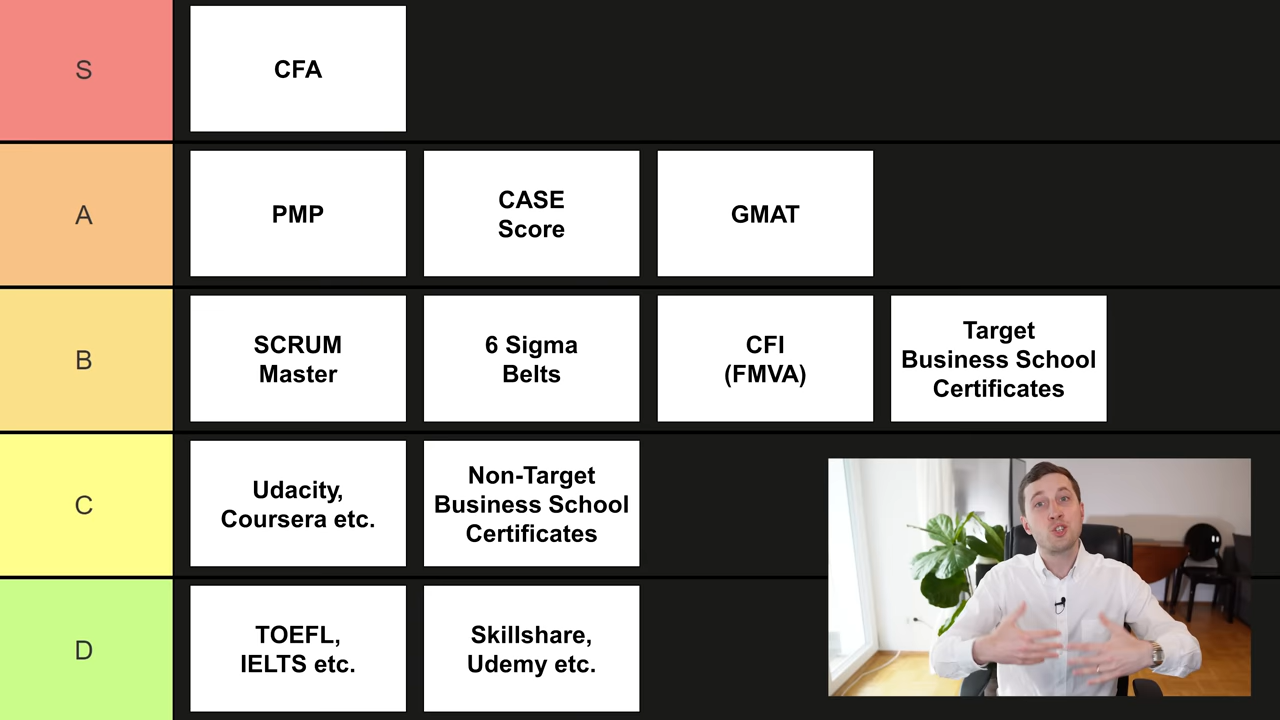 S
CFA
A
PMP
CASE
Score
GMAT
B
SCRUM
Master
6 Sigma
Belts
CFI
(FMVA)
Target
Business School
Certificates
C
Udacity,
Coursera etc.
Non-Target
Business School
Certificates
D
TOEFL,
IELTS etc.
Skillshare,
Udemy etc.